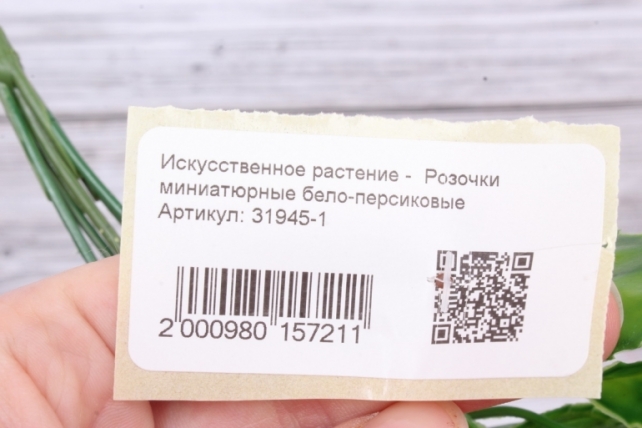 Искусственное растение - Розочки
миниатюрные бело-персиковые
Артикул: 31945-1
2 000980 157211